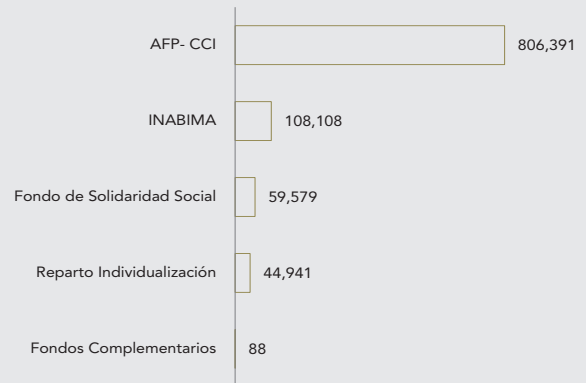 AFP- CCI 806,391
INABIMA 108,108
Fondo de Solidaridad Social 59,579
Reparto Individualización 44,941
Fondos Complementarios 88